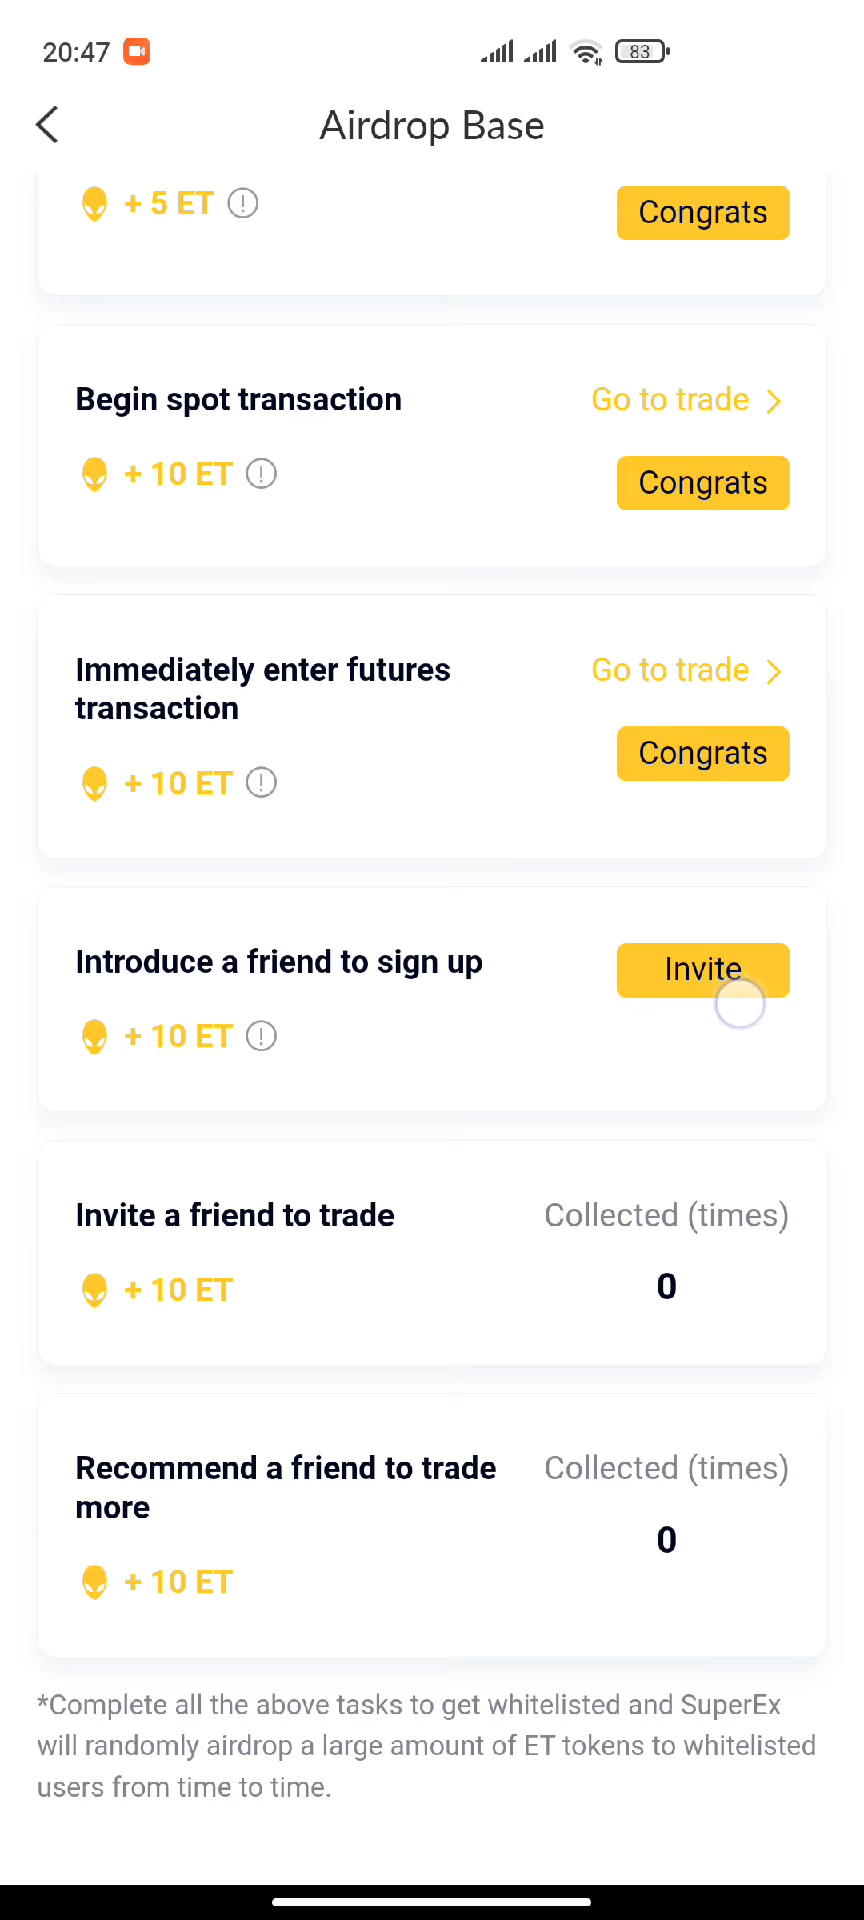 20:47
83
Airdrop Base
+ 5 ET
Congrats
Begin spot transaction
Go to trade
+ 10 ET
Congrats
Immediately enter futures
transaction
Go to trade
Congrats
+ 10 ET
Introduce a friend to sign up
Invite
+ 10 ET
Invite a friend to trade
Collected (times)
+ 10 ET
0
Recommend a friend to trade
more
Collected (times)
0
+ 10 ET
*Complete all the above tasks to get whitelisted and SuperEx
will randomly airdrop a large amount of ET tokens to whitelisted
users from time to time.